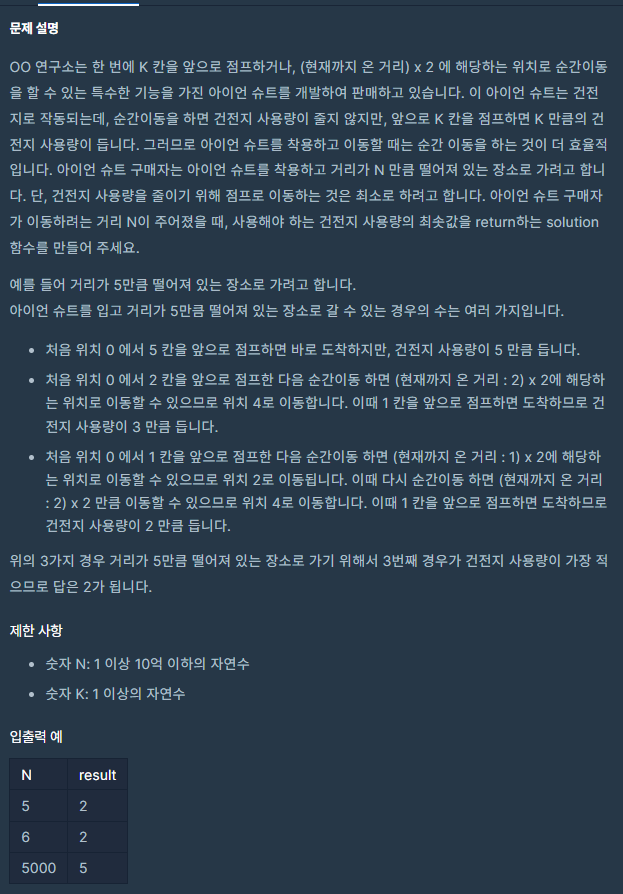 문제 설명
OO 연구소는 한 번에 K 칸을 앞으로 점프하거나, (현재까지 온 거리) x 2 에 해당하는 위치로 순간이동
을 할 수 있는 특수한 기능을 가진 아이언 슈트를 개발하여 판매하고 있습니다. 이 아이언 슈트는 건전
지로 작동되는데, 순간이동을 하면 건전지 사용량이 줄지 않지만, 앞으로 K 칸을 점프하면 K 만큼의 건
전지 사용량이 듭니다. 그러므로 아이언 슈트를 착용하고 이동할 때는 순간 이동을 하는 것이 더 효율적
입니다. 아이언 슈트 구매자는 아이언 슈트를 착용하고 거리가 N 만큼 떨어져 있는 장소로 가려고 합니
다. 단, 건전지 사용량을 줄이기 위해 점프로 이동하는 것은 최소로 하려고 합니다. 아이언 슈트 구매자
가 이동하려는 거리 N이 주어졌을 때, 사용해야 하는 건전지 사용량의 최솟값을 return하는 solution
함수를 만들어 주세요.
예를 들어 거리가 5만큼 떨어져 있는 장소로 가려고 합니다.
아이언 슈트를 입고 거리가 5만큼 떨어져 있는 장소로 갈 수 있는 경우의 수는 여러 가지입니다.
• 처음 위치 0 에서 5 칸을 앞으로 점프하면 바로 도착하지만, 건전지 사용량이 5 만큼 듭니다.
• 처음 위치 0 에서 2 칸을 앞으로 점프한 다음 순간이동 하면 (현재까지 온 거리 : 2) x 2에 해당하
는 위치로 이동할 수 있으므로 위치 4로 이동합니다. 이때 1 칸을 앞으로 점프하면 도착하므로 건
전지 사용량이 3 만큼 듭니다.
• 처음 위치 0 에서 1 칸을 앞으로 점프한 다음 순간이동 하면 (현재까지 온 거리 : 1) x 2에 해당하
는 위치로 이동할 수 있으므로 위치 2로 이동됩니다. 이때 다시 순간이동 하면 (현재까지 온 거리
: 2) x 2 만큼 이동할 수 있으므로 위치 4로 이동합니다. 이때 1 칸을 앞으로 점프하면 도착하므로
건전지 사용량이 2 만큼 듭니다.
위의 3가지 경우 거리가 5만큼 떨어져 있는 장소로 가기 위해서 3번째 경우가 건전지 사용량이 가장 적
으므로 답은 2가 됩니다.
제한 사항
• 숫자 N: 1 이상 10억 이하의 자연수
• 숫자 K: 1 이상의 자연수
입출력 예
N result
5 2
6 2
5000 5